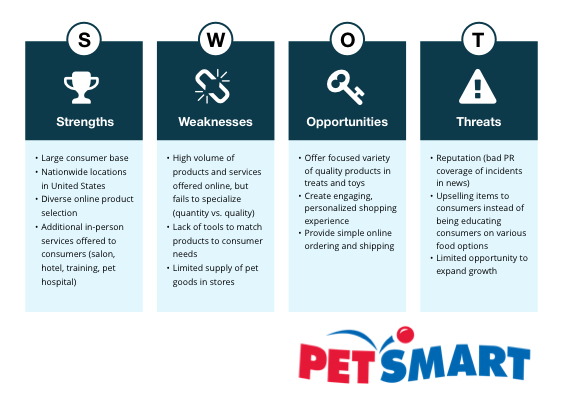 S
Strengths
• Large consumer base
• Nationwide locations
in United States
• Diverse online product
selection
• Additional in-person
services offered to
consumers (salon,
hotel, training, pet
hospital)
W
Weaknesses
• High volume of
products and services
offered online, but
fails to specialize
(quantity vs. quality)
• Lack of tools to match
products to consumer
needs
• Limited supply of pet
goods in stores
O
Opportunities
• Offer focused variety
of quality products in
treats and toys
• Create engaging,
personalized shopping
experience
• Provide simple online
ordering and shipping
T
Threats
• Reputation (bad PR
coverage of incidents
in news)
• Upselling items to
consumers instead of
being educating
consumers on various
food options
• Limited opportunity to
expand growth
PETSMART